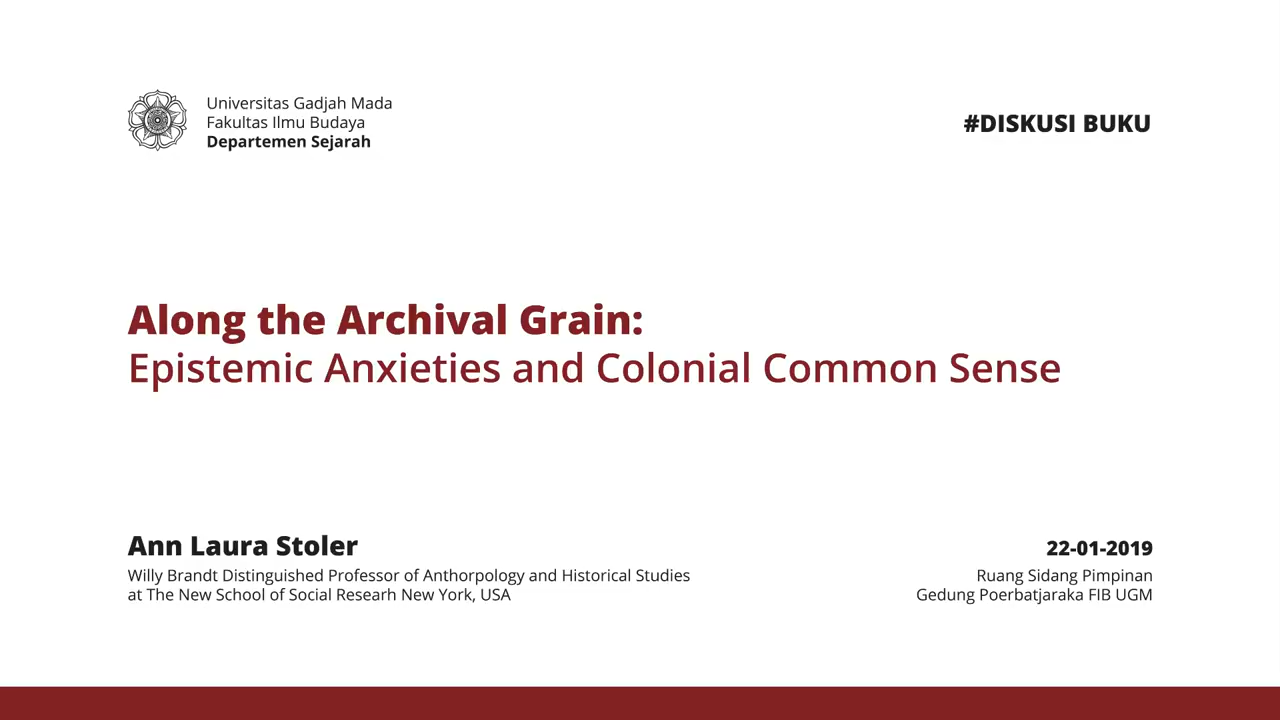 Universitas Gadjah Mada
Fakultas Ilmu Budaya
Departemen Sejarah
#DISKUSI BUKU
Along the Archival Grain:
Epistemic Anxieties and Colonial Common Sense
Ann Laura Stoler
Willy Brandt Distinguished Professor of Anthorpology and Historical Studies
at The New School of Social Researh New York, USA
22-01-2019
Ruang Sidang Pimpinan
Gedung Poerbatjaraka FIB UGM